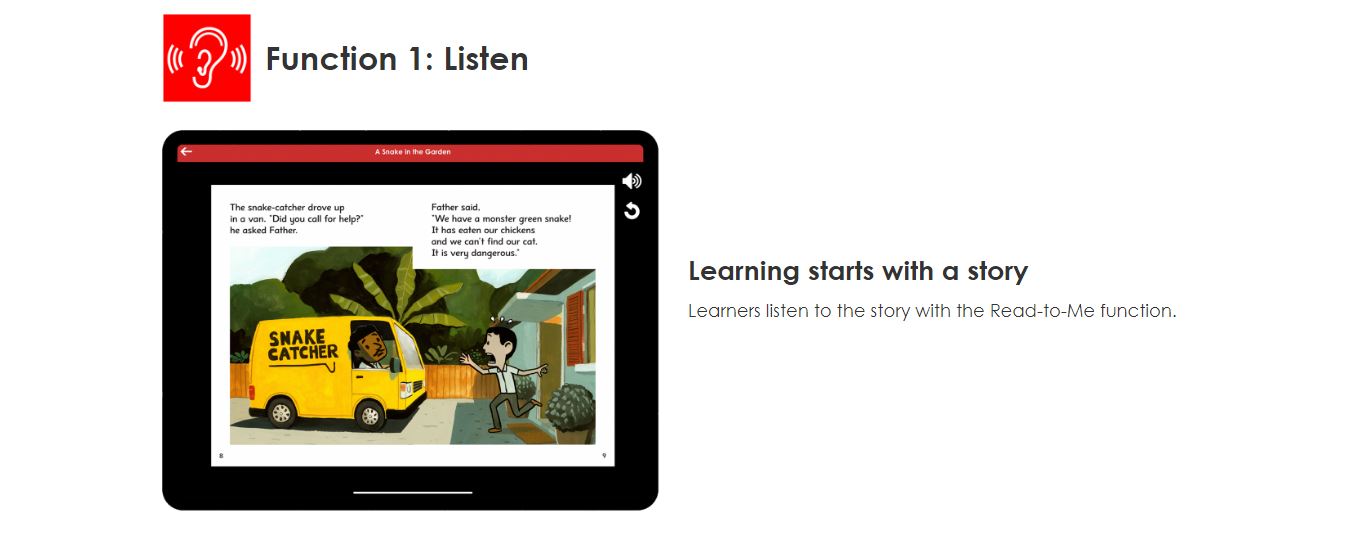 Function 1: Listen
A Snake in the Garden
The snake-catcher drove up
in a van. "Did you call for help?"
he asked Father.
Father said,
"We have a monster green snake!
It has eaten our chickens
and we can't find our cat.
It is very dangerous."
SNAKE
CATCHER
8
9
Learning starts with a story
Learners listen to the story with the Read-to-Me function.